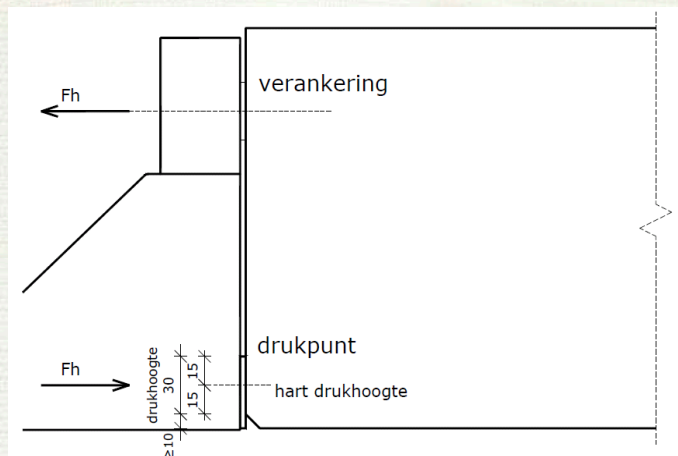 Fh
verankering
drukpunt
Fh
drukhoogte
30
15
15
hart drukhoogte
≥10